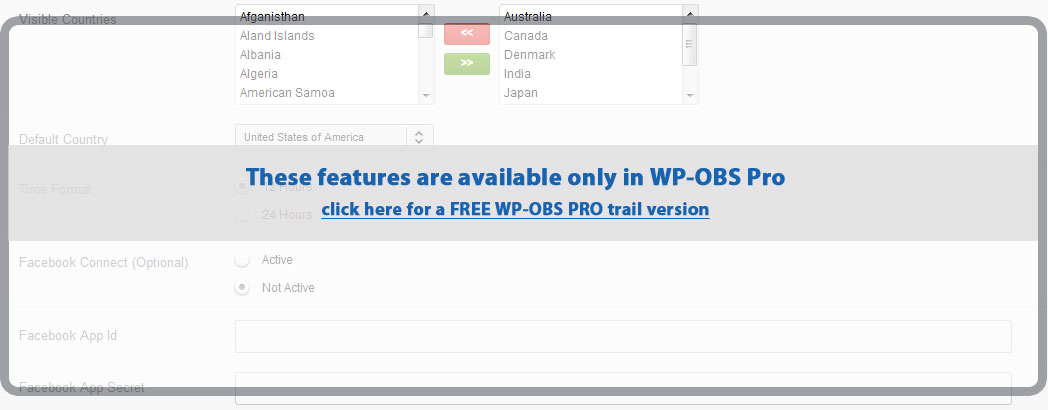 Visible Countries
Afganisthan
Aland Islands
Albania
Algeria
American Samoa
<<
>>
Australia
Canada
Denmark
India
Japan
Default Country
United States of America
These features are available only in WP-OBS Pro
Time Format
12 Hours
click here for a FREE WP-OBS PRO trail version
24 Hours
Facebook Connect (Optional)
Active
Not Active
Facebook App Id
Facebook App Secret